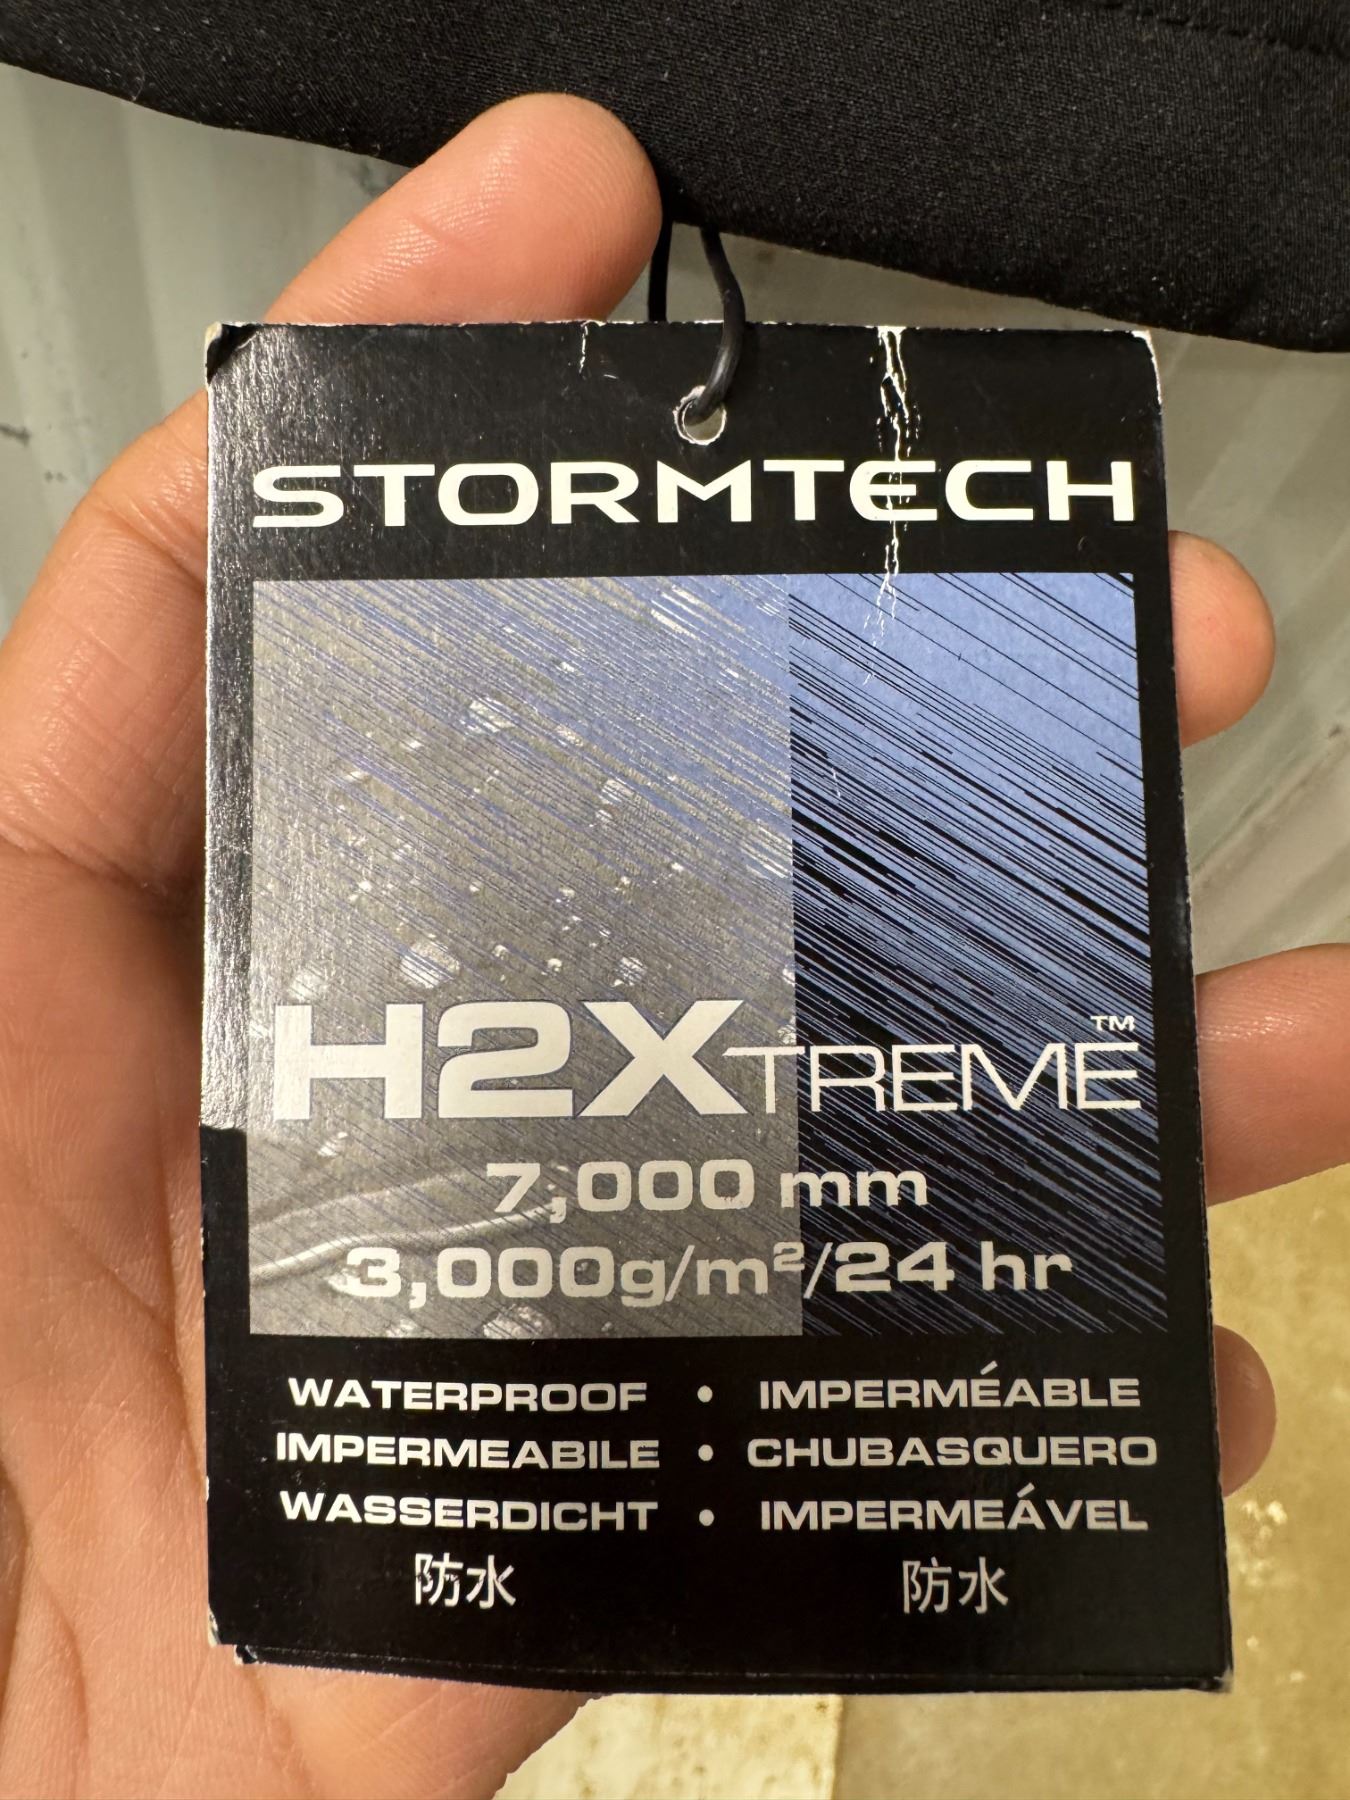 STORMTECH
H2XTREME™
7,000 mm
3,000g/m²/24 hr
WATERPROOF • IMPERMÉABLE
IMPERMEABILE • CHUBASQUERO
WASSERDICHT • IMPERMEÁVEL
防水 防水